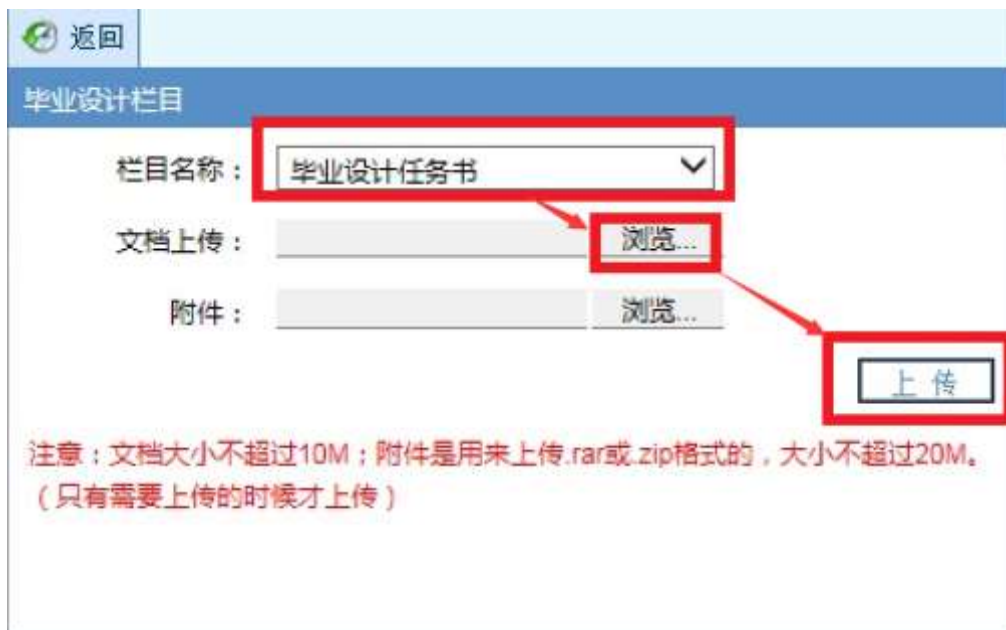 返回
毕业设计栏目
栏目名称： 毕业设计任务书
文档上传： 浏览...
附件： 浏览...
上 传
注意：文档大小不超过10M；附件是用来上传.rar或.zip格式的，大小不超过20M。
（只有需要上传的时候才上传）